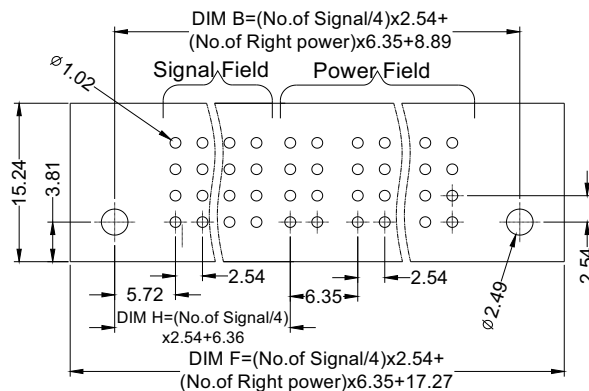 DIM B=(No.of Signal/4)x2.54+
(No.of Right power)x6.35+8.89
Signal Field
Power Field
⌀1.02
15.24
3.81
2.54
5.72
2.54
6.35
2.54
⌀2.49
DIM H=(No.of Signal/4)
x2.54+6.36
DIM F=(No.of Signal/4)x2.54+
(No.of Right power)x6.35+17.27